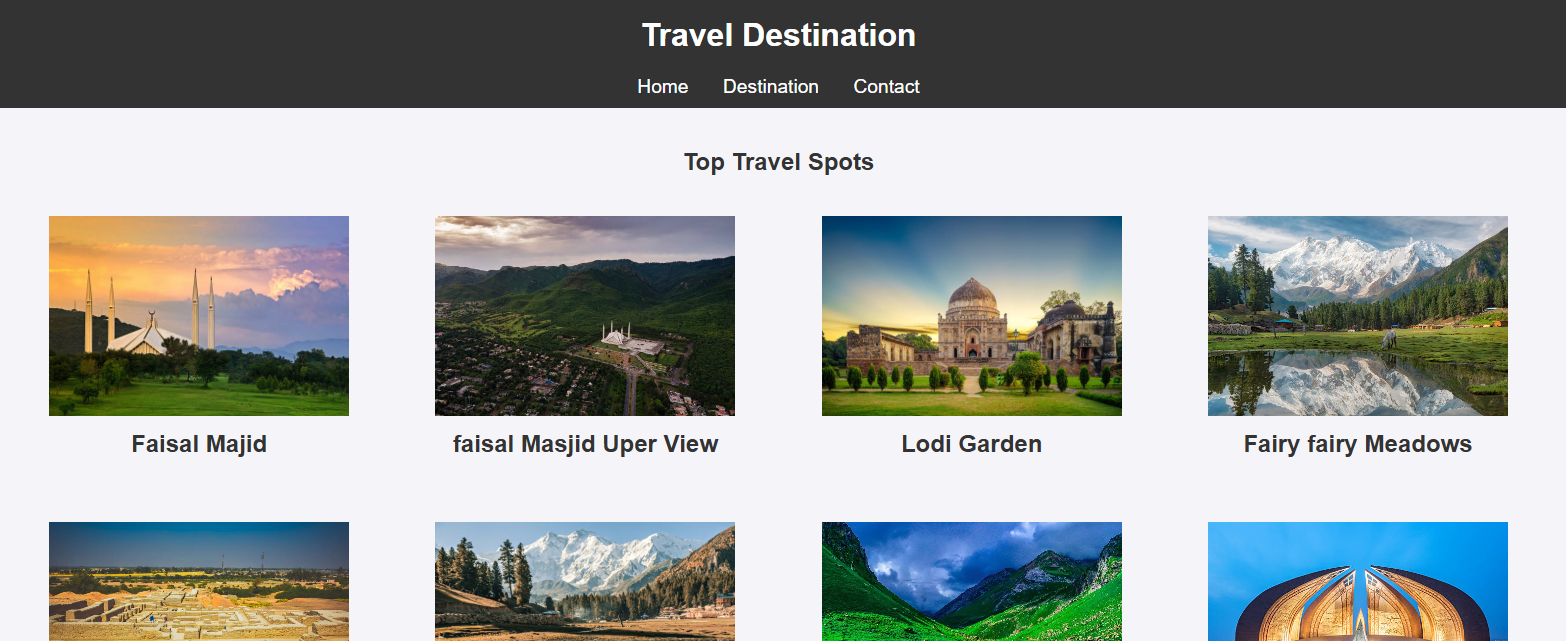 Travel Destination
Home Destination Contact
Top Travel Spots
Faisal Majid
faisal Masjid Uper View
Lodi Garden
Fairy fairy Meadows